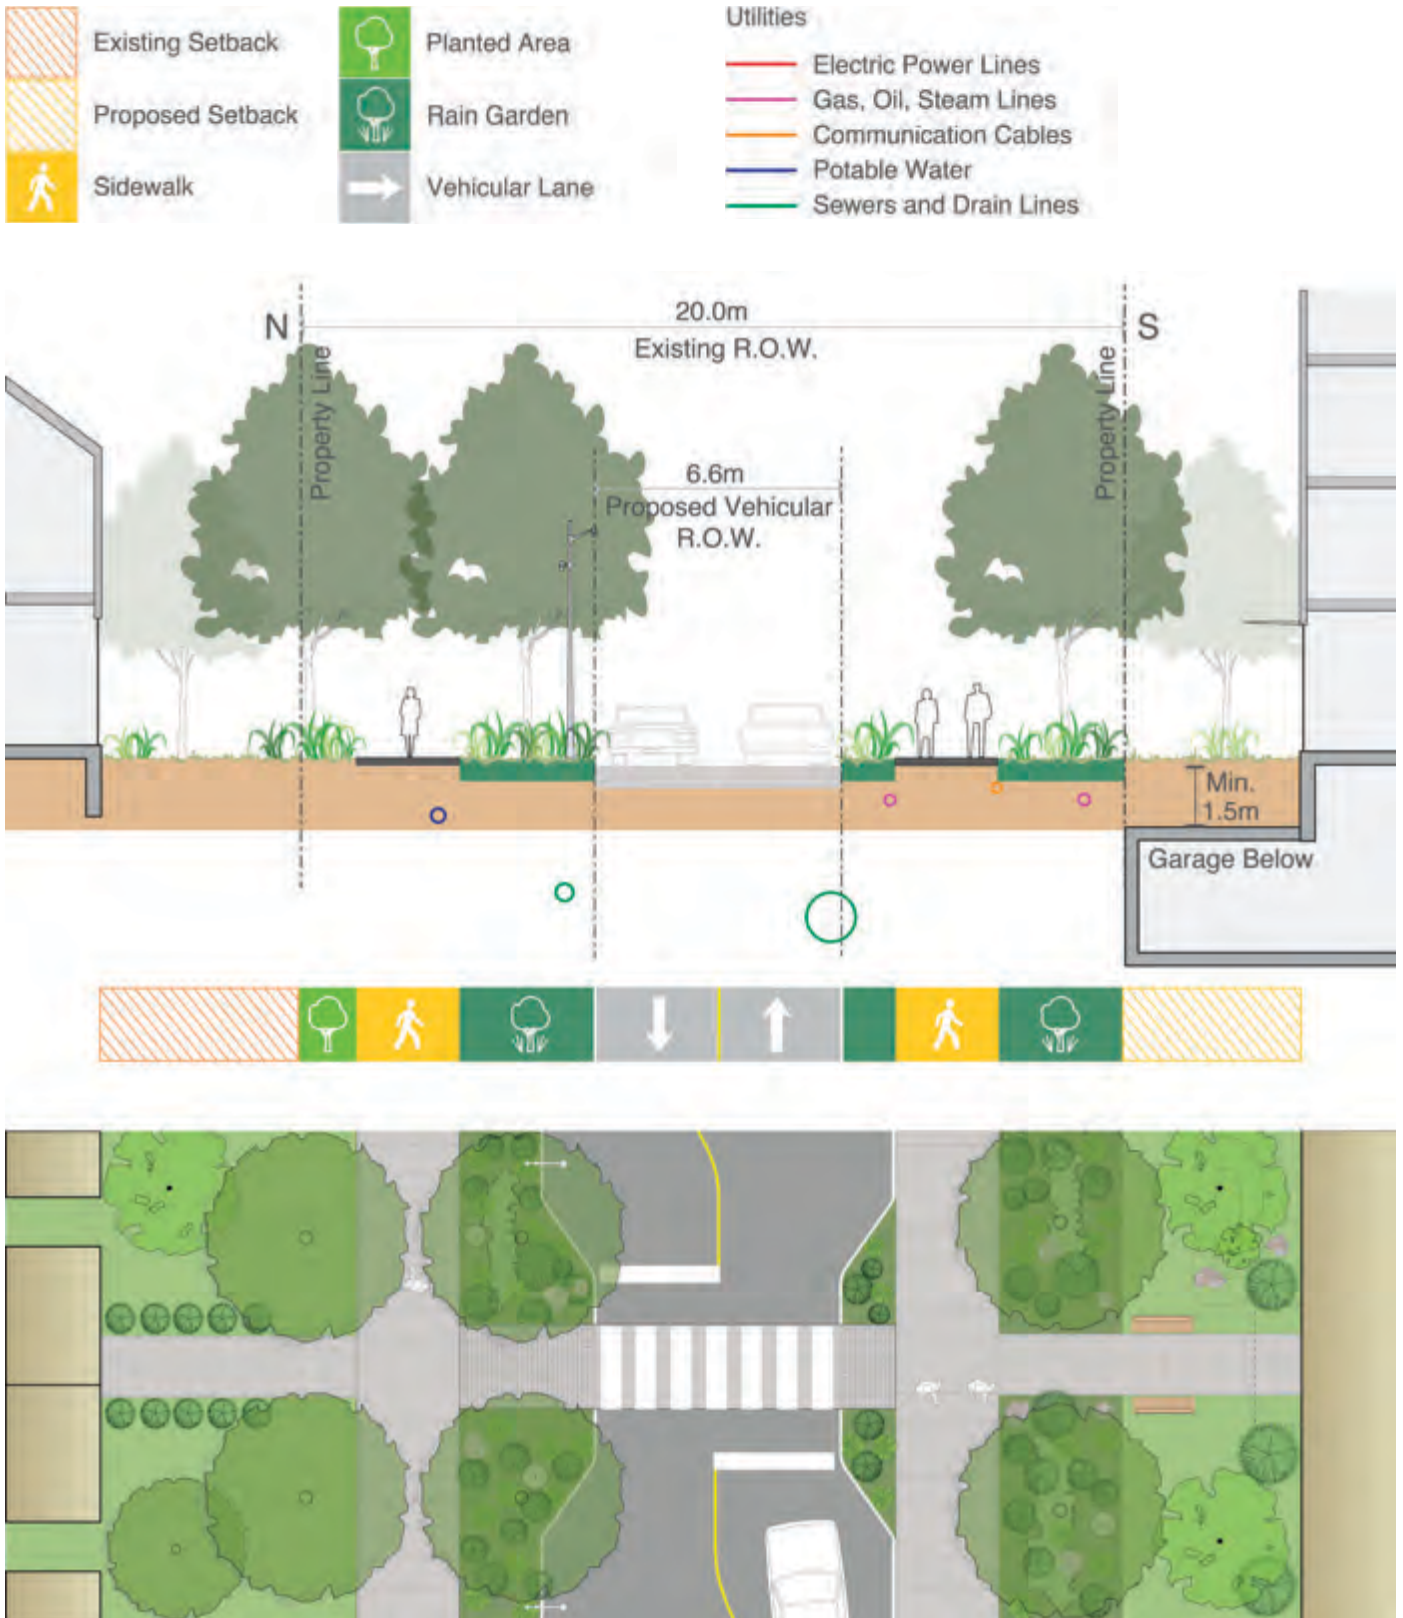 Existing Setback
Proposed Setback
Sidewalk
Planted Area
Rain Garden
Vehicular Lane
Utilities
Electric Power Lines
Gas, Oil, Steam Lines
Communication Cables
Potable Water
Sewers and Drain Lines
N
20.0m
Existing R.O.W.
S
Property Line
Property Line
6.6m
Proposed Vehicular
R.O.W.
Min.
1.5m
Garage Below